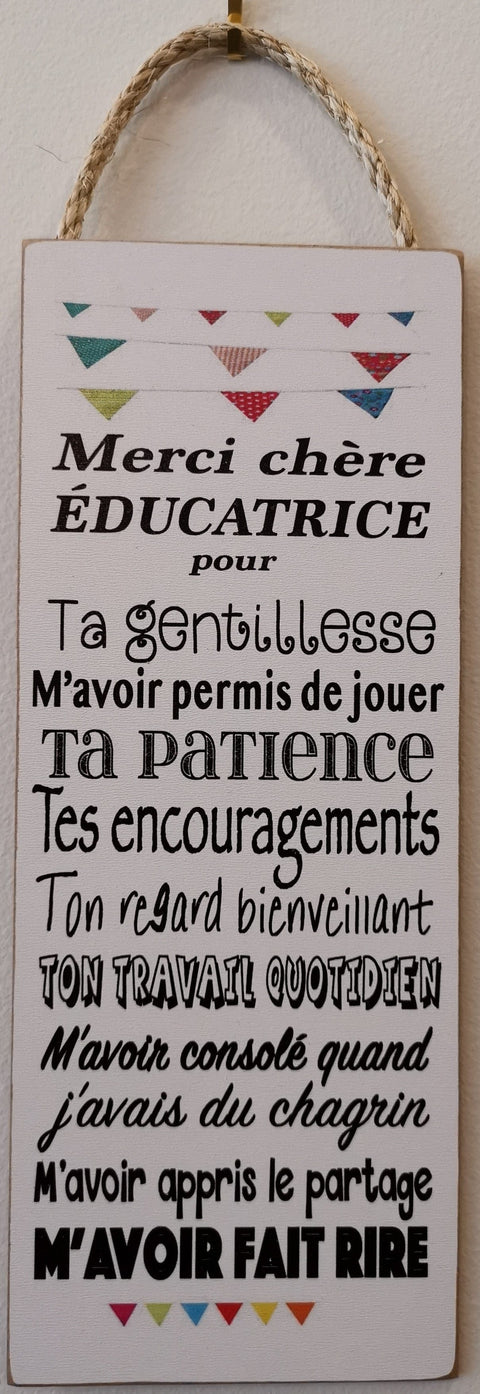 Merci chère
ÉDUCATRICE
pour
Ta gentillesse
M'avoir permis de jouer
Ta Patience
Tes encouragements
Ton regard bienveillant
TON TRAVAIL QUOTIDIEN
M'avoir consolé quand
j'avais du chagrin
M'avoir appris le partage
M'AVOIR FAIT RIRE